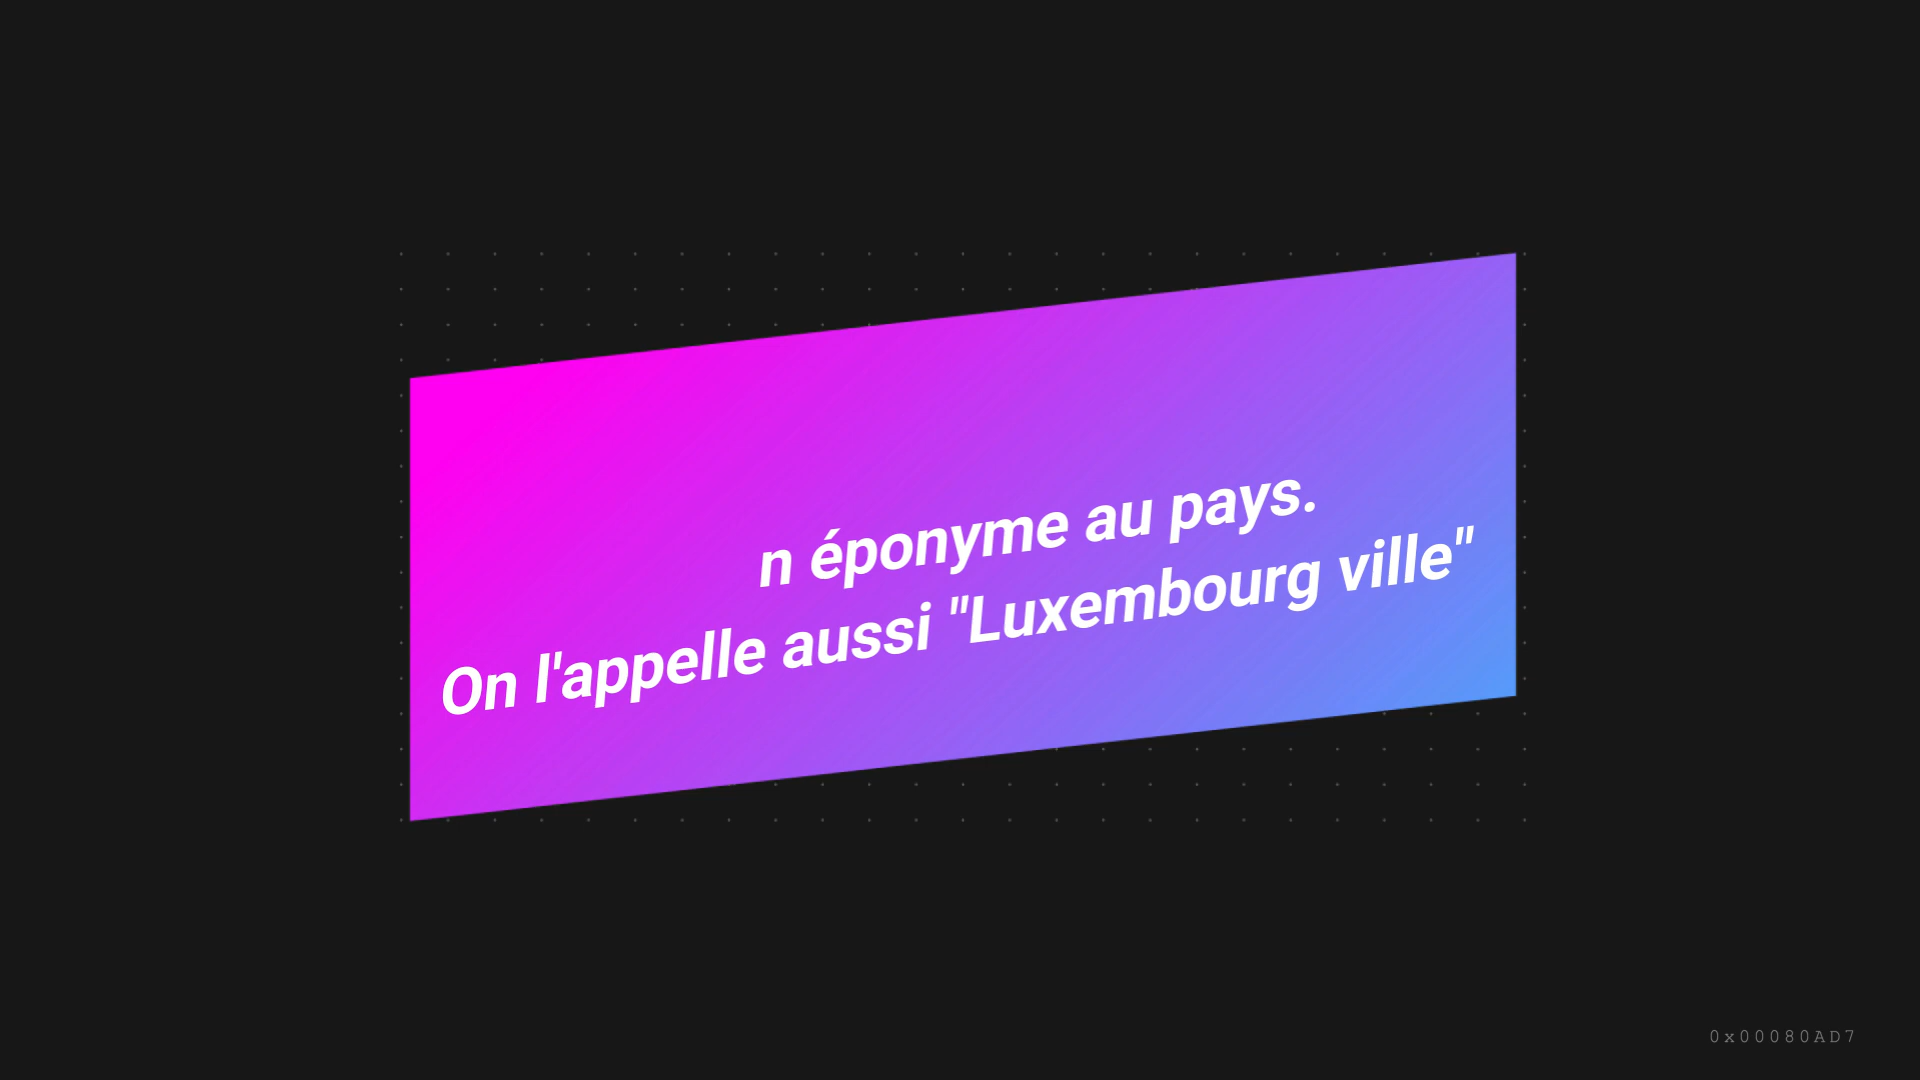 n éponyme au pays.
On l'appelle aussi "Luxembourg ville"
0x00080AD7